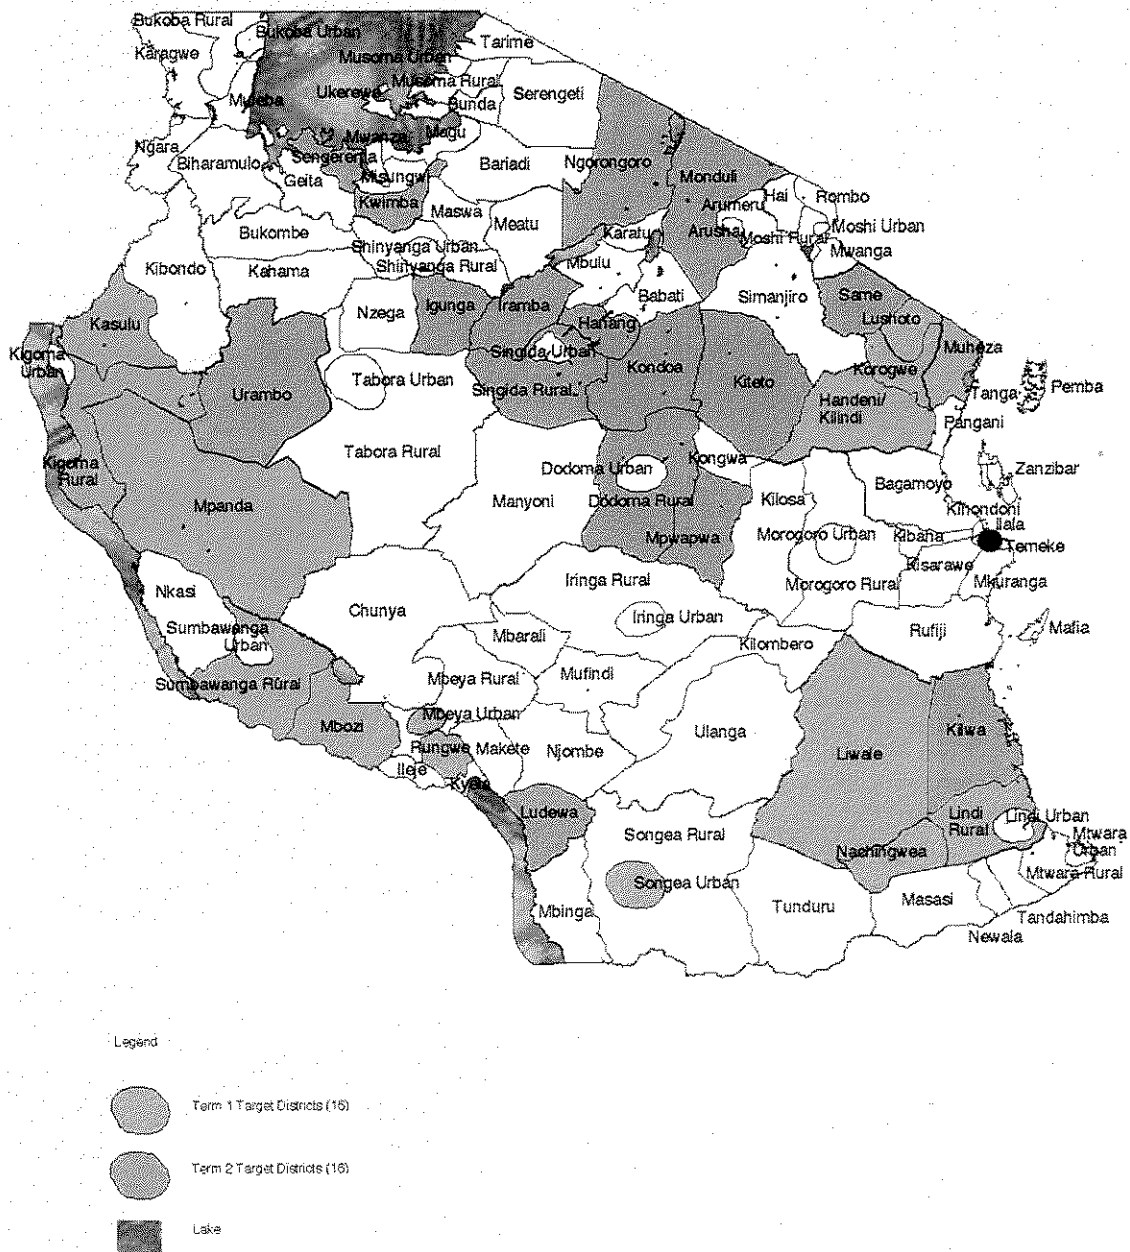 Bukoba Rural
Bukoba Urban
Karagwe
Tarime
Musoma Urban
Musoma Rural
Ukerewe
Serengeti
Muleba
Bunda
Mwanza
Magu
Ngara
Biharamulo
Sengerema
Geita
Misungwi
Bariadi
Ngorongoro
Monduli
Kwimba
Maswa
Meatu
Arumeru
Hai
Rombo
Moshi Urban
Bukombe
Shinyanga Urban
Shinyanga Rural
Karatu
Arusha
Moshi Rural
Mwanga
Kibondo
Kahama
Mbulu
Babati
Simanjiro
Same
Kasulu
Nzega
Igunga
Iramba
Hanang
Lushoto
Kigoma
Urban
Singida Urban
Muheza
Tabora Urban
Urambo
Singida Rural
Kondoa
Kiteto
Korogwe
Handeni/
Kilindi
Tanga
Pemba
Pangani
Tabora Rural
Kigoma
Rural
Mpanda
Manyoni
Dodoma Urban
Kongwa
Dodoma Rural
Kilosa
Bagamoyo
Zanzibar
Kinondoni
Ilala
Mpwapwa
Morogoro Urban
Kibaha
Temeke
Kisarawe
Nkasi
Chunya
Iringa Rural
Morogoro Rural
Mkuranga
Iringa Urban
Sumbawanga
Urban
Mbarali
Kilombero
Rufiji
Mafia
Sumbawanga Rural
Mbeya Rural
Mufindi
Mbozi
Mbeya Urban
Ulanga
Kilwa
Rungwe
Makete
Njombe
Liwale
Ileje
Kyela
Ludewa
Songea Rural
Lindi
Rural
Lindi Urban
Mtwara
Urban
Nachingwea
Mtwara Rural
Songea Urban
Mbinga
Tunduru
Masasi
Tandahimba
Newala
Legend
Term 1 Target Districts (16)
Term 2 Target Districts (16)
Lake